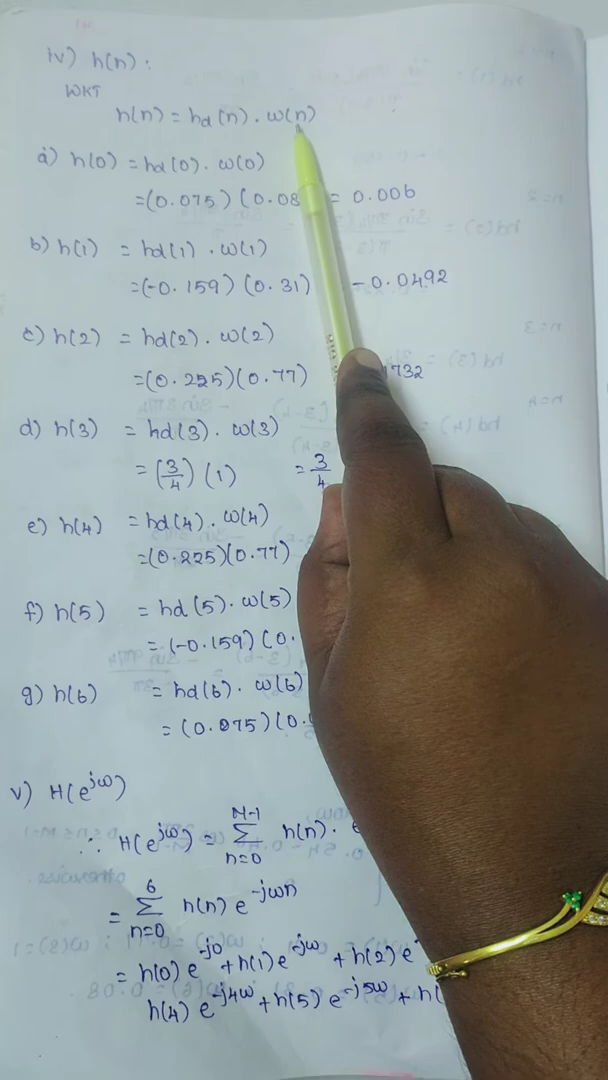 iv) h(n) :
WKT
h(n) = hd(n) . w(n)
a) h(0) = hd(0) . w(0)
= (0.075) (0.08 = 0.006
b) h(1) = hd(1) . w(1)
= (-0.159) (0.31) - 0.0492
c) h(2) = hd(2) . w(2)
= (0.225) (0.77) 1732
d) h(3) = hd(3) . w(3)
= (3/4) (1) = 3/4
e) h(4) = hd(4) . w(4)
= (0.225) (0.77)
f) h(5) = hd(5) . w(5)
= (-0.159) (0.
g) h(6) = hd(6) . w(6)
= (0.075) (0.
v) H(e^jω)
∴ H(e^jω) = Σ_{n=0}^{N-1} h(n) . e
= Σ_{n=0}^{6} h(n) e^-jωn
= h(0) e^-j0 + h(1) e^-jω + h(2) e^-
h(4) e^-j4ω + h(5) e^-j5ω + h(